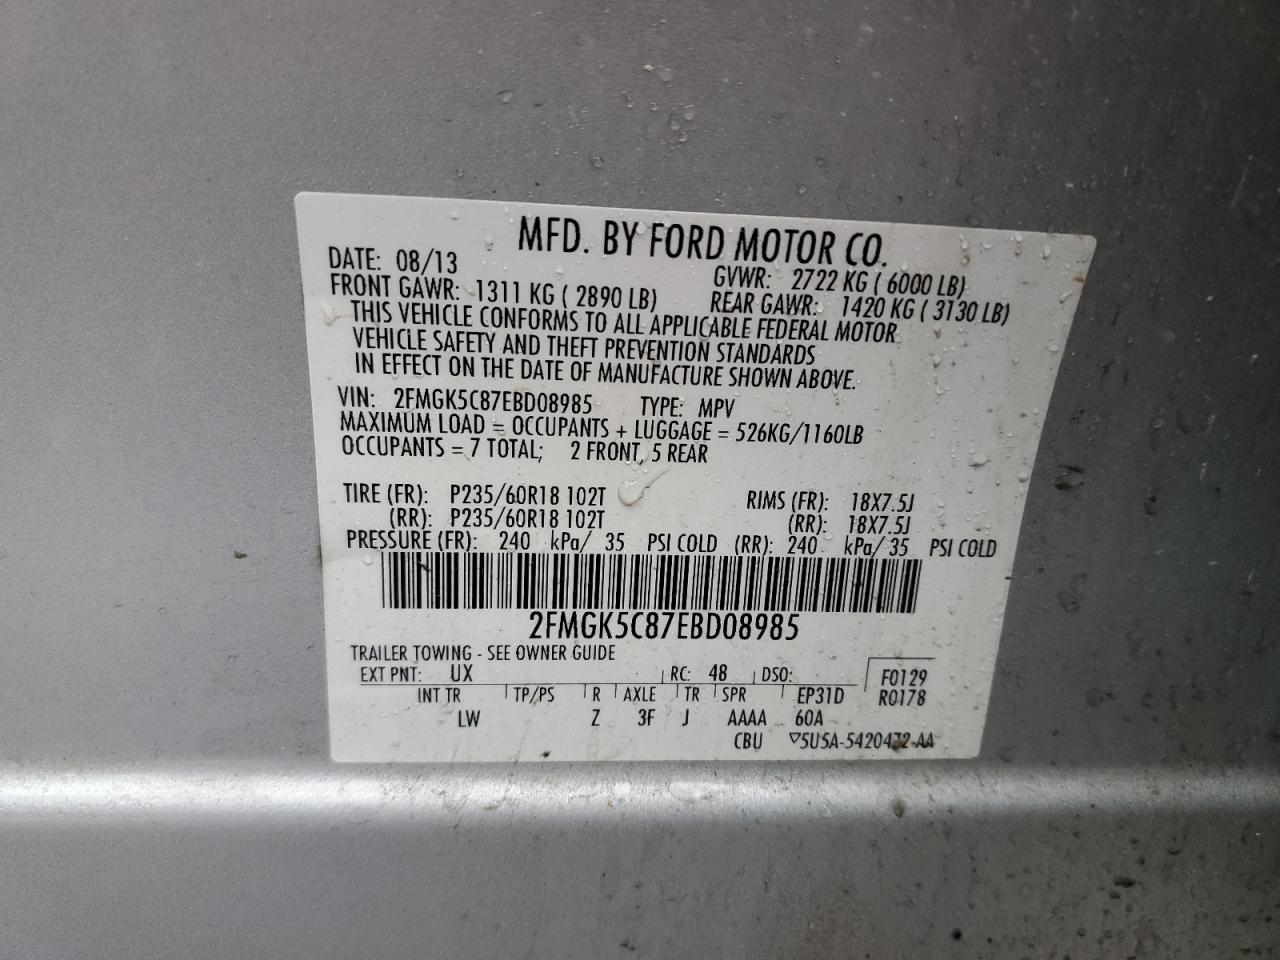 MFD. BY FORD MOTOR CO.
DATE: 08/13 GVWR: 2722 KG ( 6000 LB)
FRONT GAWR: 1311 KG ( 2890 LB) REAR GAWR: 1420 KG ( 3130 LB)
THIS VEHICLE CONFORMS TO ALL APPLICABLE FEDERAL MOTOR
VEHICLE SAFETY AND THEFT PREVENTION STANDARDS
IN EFFECT ON THE DATE OF MANUFACTURE SHOWN ABOVE.
VIN: 2FMGK5C87EBD08985 TYPE: MPV
MAXIMUM LOAD = OCCUPANTS + LUGGAGE = 526KG/1160LB
OCCUPANTS = 7 TOTAL; 2 FRONT, 5 REAR
TIRE (FR): P235/60R18 102T RIMS (FR): 18X7.5J
(RR): P235/60R18 102T (RR): 18X7.5J
PRESSURE (FR): 240 kPa/ 35 PSI COLD (RR): 240 kPa/ 35 PSI COLD
2FMGK5C87EBD08985
TRAILER TOWING - SEE OWNER GUIDE
EXT PNT: UX RC: 48 DSO: F0129
INT TR TP/PS R AXLE TR SPR EP31D R0178
LW Z 3F J AAAA 60A
CBU ▽5U5A-5420472-AA